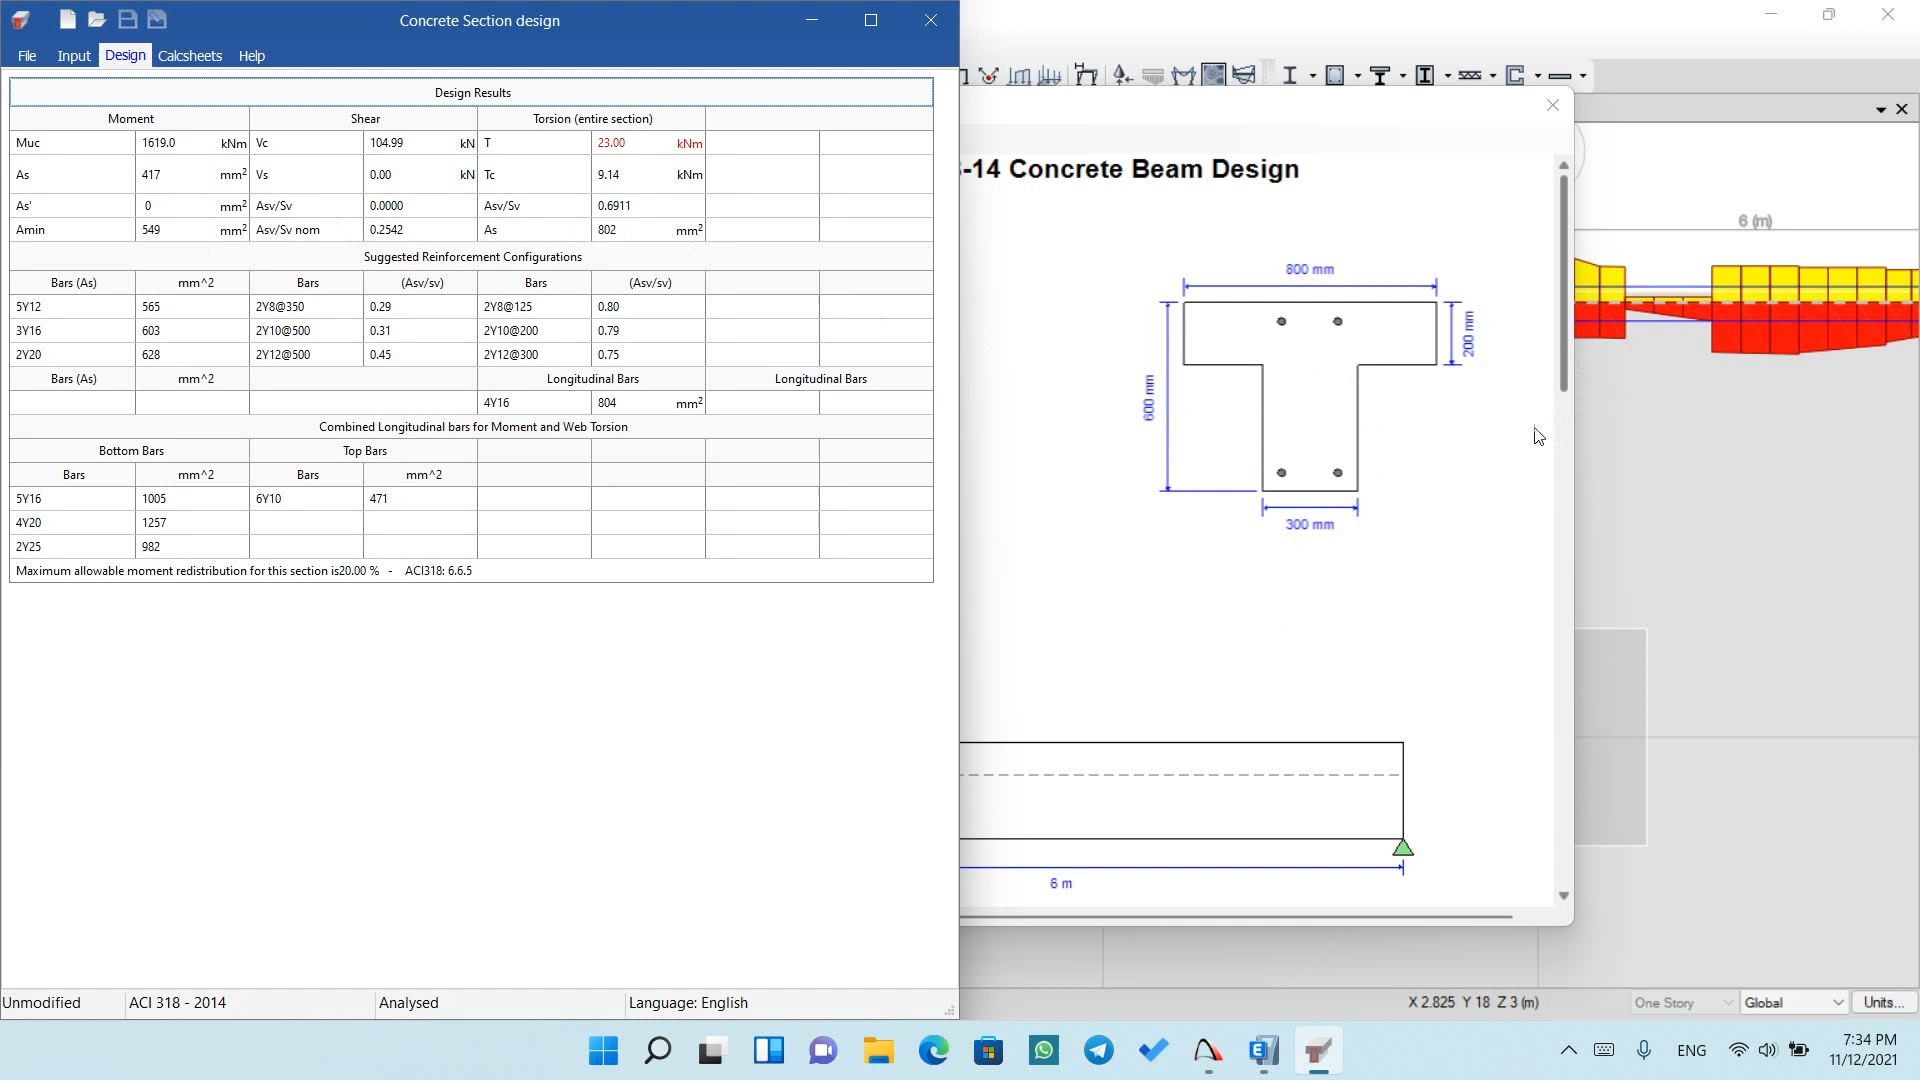 Concrete Section design
File Input Design Calcsheets Help
Design Results
Moment Shear Torsion (entire section)
Muc 1619.0 kNm Vc 104.99 kN T 23.00 kNm
As 417 mm2 Vs 0.00 kN Tc 9.14 kNm
As' 0 mm2 Asv/Sv 0.0000 Asv/Sv 0.6911
Amin 549 mm2 Asv/Sv nom 0.2542 As 802 mm2
Suggested Reinforcement Configurations
Bars (As) mm^2 Bars (Asv/sv) Bars (Asv/sv)
5Y12 565 2Y8@350 0.29 2Y8@125 0.80
3Y16 603 2Y10@500 0.31 2Y10@200 0.79
2Y20 628 2Y12@500 0.45 2Y12@300 0.75
Bars (As) mm^2 Longitudinal Bars Longitudinal Bars
4Y16 804 mm2
Combined Longitudinal bars for Moment and Web Torsion
Bottom Bars Top Bars
Bars mm^2 Bars mm^2
5Y16 1005 6Y10 471
4Y20 1257
2Y25 982
Maximum allowable moment redistribution for this section is20.00 % - ACI318: 6.6.5
Unmodified ACI 318 - 2014 Analysed Language: English
-14 Concrete Beam Design
800 mm
200 mm
600 mm
300 mm
6 m
6 (m)
X 2.825 Y 18 Z 3 (m) One Story Global Units...
ENG 7:34 PM
11/12/2021